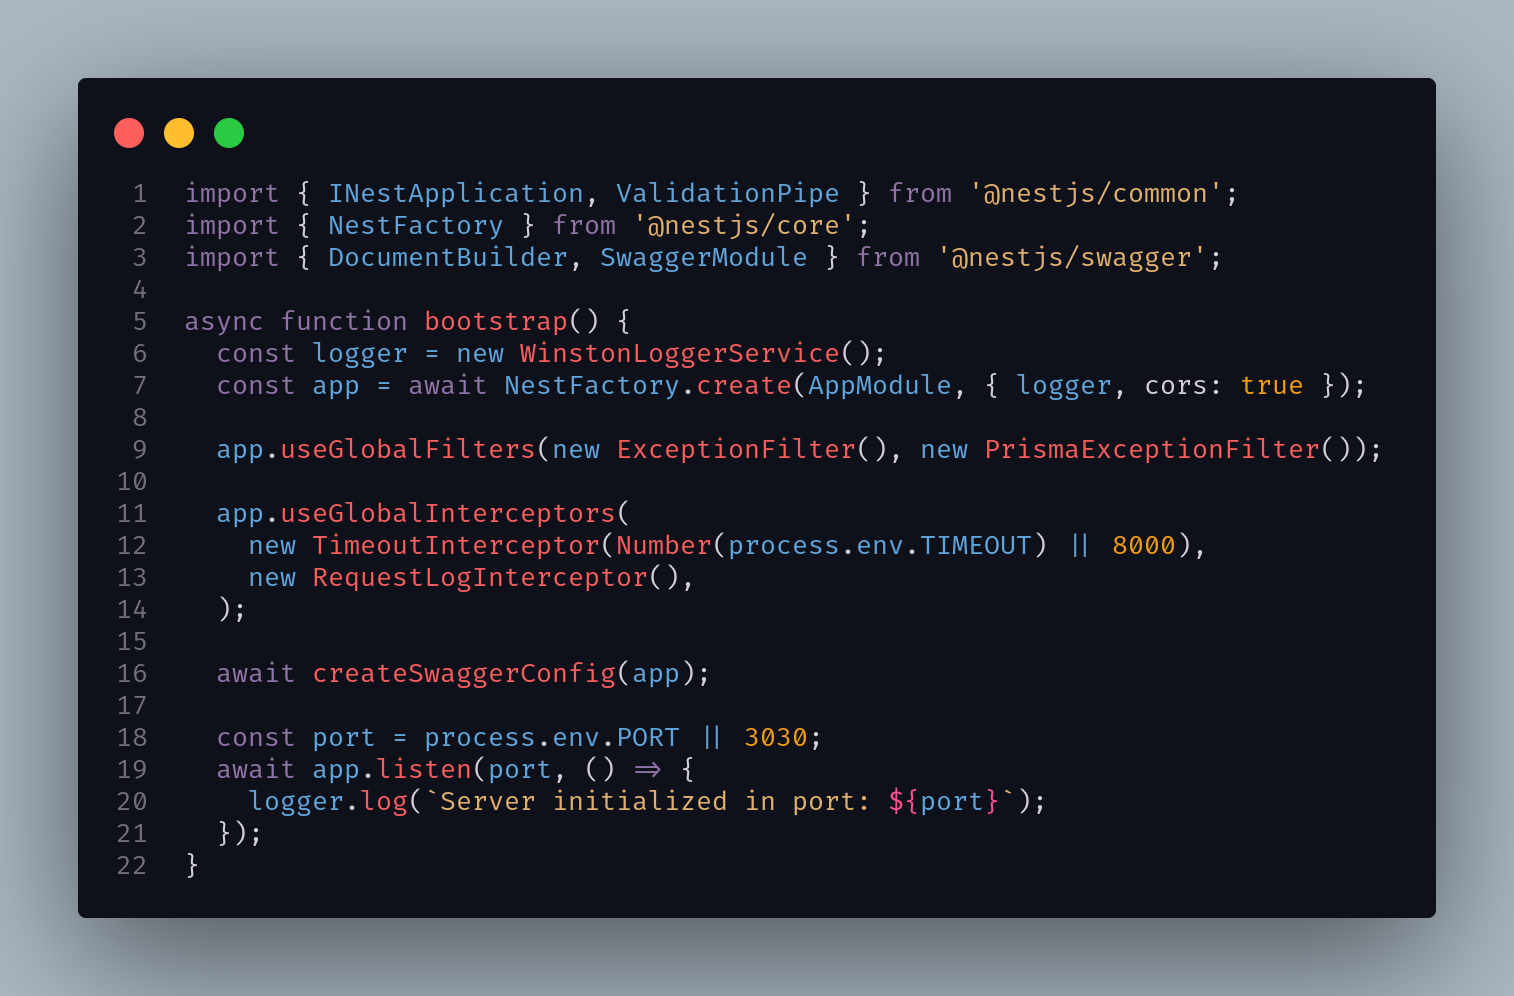 1 import { INestApplication, ValidationPipe } from '@nestjs/common';
2 import { NestFactory } from '@nestjs/core';
3 import { DocumentBuilder, SwaggerModule } from '@nestjs/swagger';
4
5 async function bootstrap() {
6   const logger = new WinstonLoggerService();
7   const app = await NestFactory.create(AppModule, { logger, cors: true });
8
9   app.useGlobalFilters(new ExceptionFilter(), new PrismaExceptionFilter());
10
11   app.useGlobalInterceptors(
12     new TimeoutInterceptor(Number(process.env.TIMEOUT) || 8000),
13     new RequestLogInterceptor(),
14   );
15
16   await createSwaggerConfig(app);
17
18   const port = process.env.PORT || 3030;
19   await app.listen(port, () => {
20     logger.log(`Server initialized in port: ${port}`);
21   });
22 }